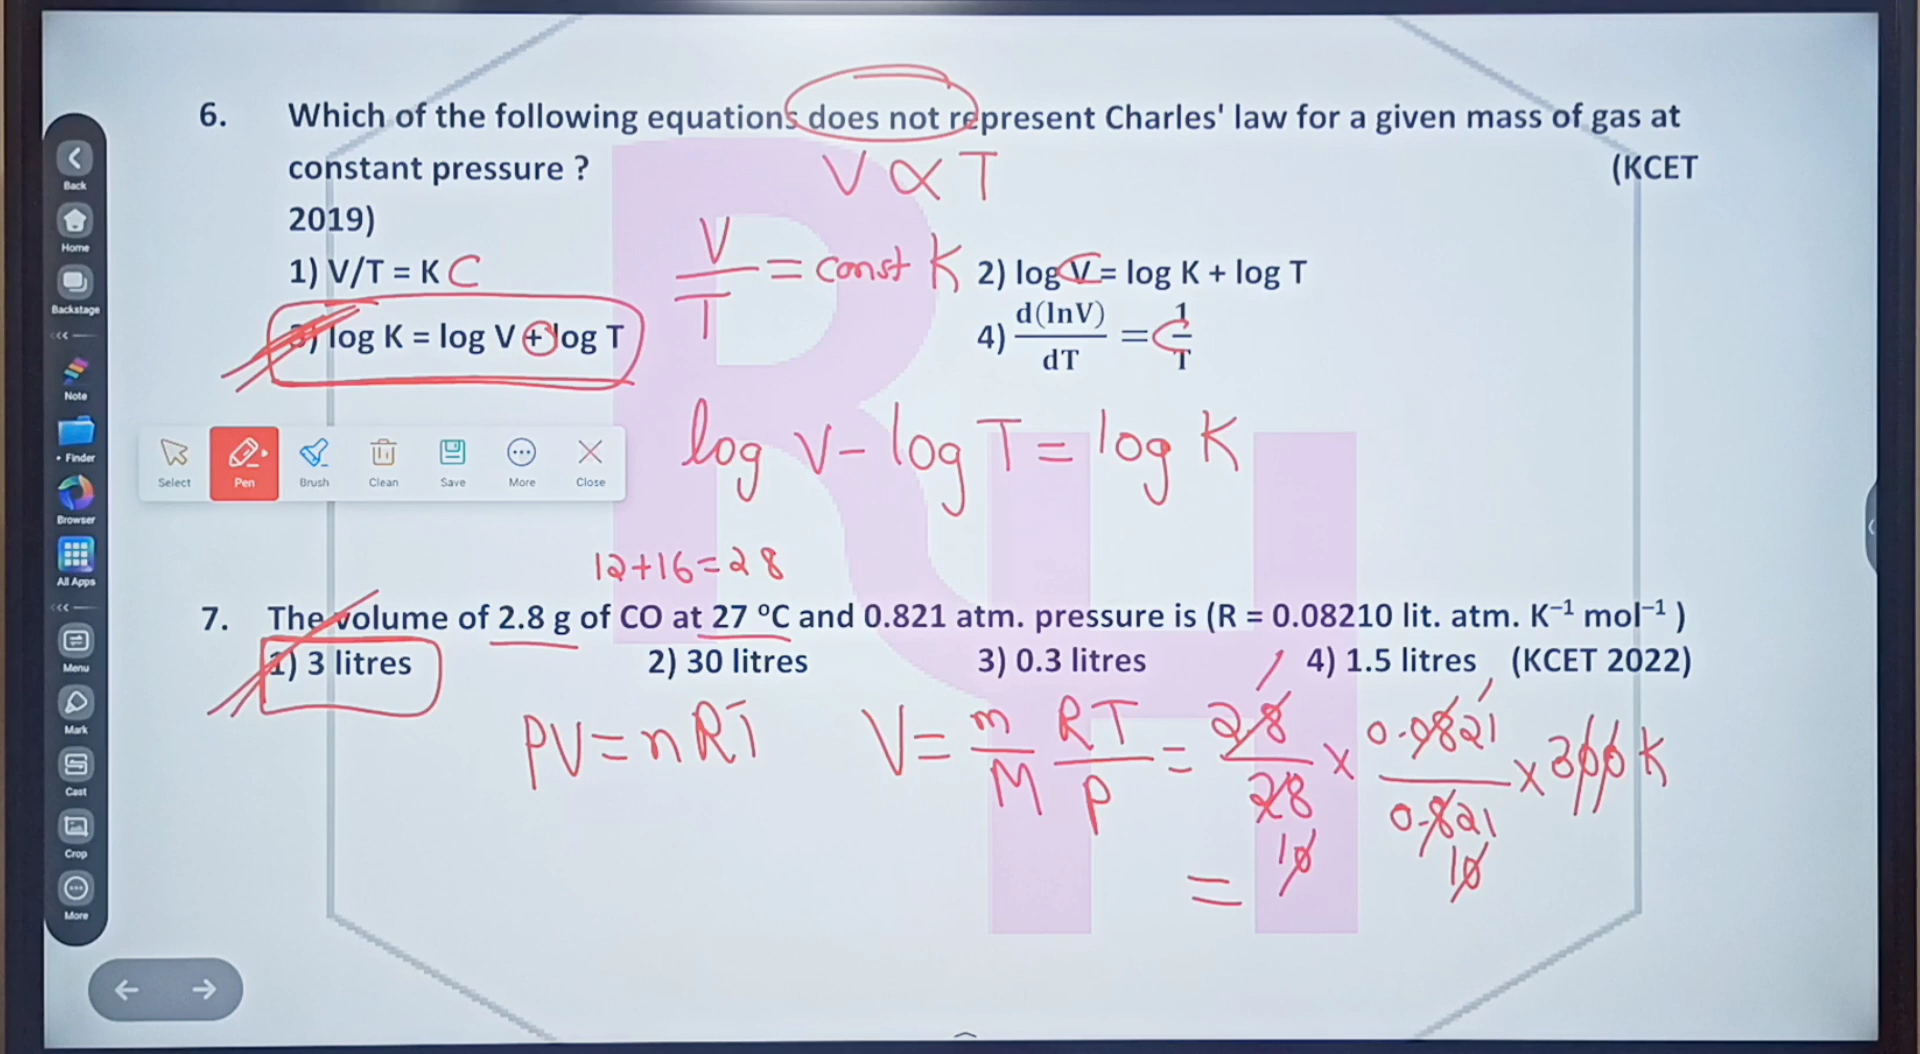 6. Which of the following equations does not represent Charles' law for a given mass of gas at
constant pressure ? (KCET
2019)
V ∝ T
1) V/T = K C
V/T = const K
2) log V = log K + log T
3) log K = log V + log T
4) d(lnV)/dT = 1/T
log V - log T = log K
Select Pen Brush Clean Save More Close
12+16=28
7. The volume of 2.8 g of CO at 27 °C and 0.821 atm. pressure is (R = 0.08210 lit. atm. K⁻¹ mol⁻¹ )
1) 3 litres 2) 30 litres 3) 0.3 litres 4) 1.5 litres (KCET 2022)
PV = nRT V = m/M RT/P = 2.8/28 × 0.0821/0.821 × 300 K
= 10 10
Back
Home
Backstage
Note
Finder
Browser
All Apps
Menu
Mark
Cast
Crop
More
RH